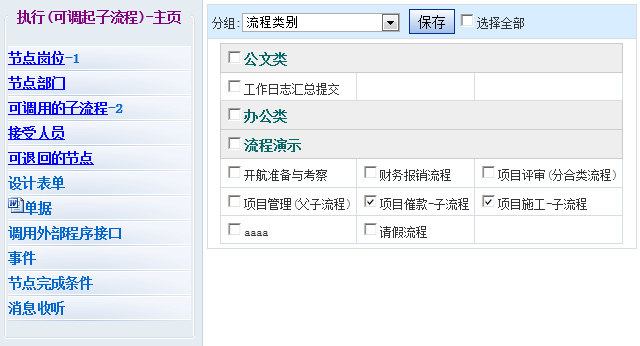 执行(可调起子流程)-主页
节点岗位-1
节点部门
可调用的子流程-2
接受人员
可退回的节点
设计表单
单据
调用外部程序接口
事件
节点完成条件
消息收听
分组: 流程类别 保存 选择全部
公文类
工作日志汇总提交
办公类
流程演示
开航准备与考察 财务报销流程 项目评审(分合类流程)
项目管理(父子流程) 项目催款-子流程 项目施工-子流程
aaaa 请假流程